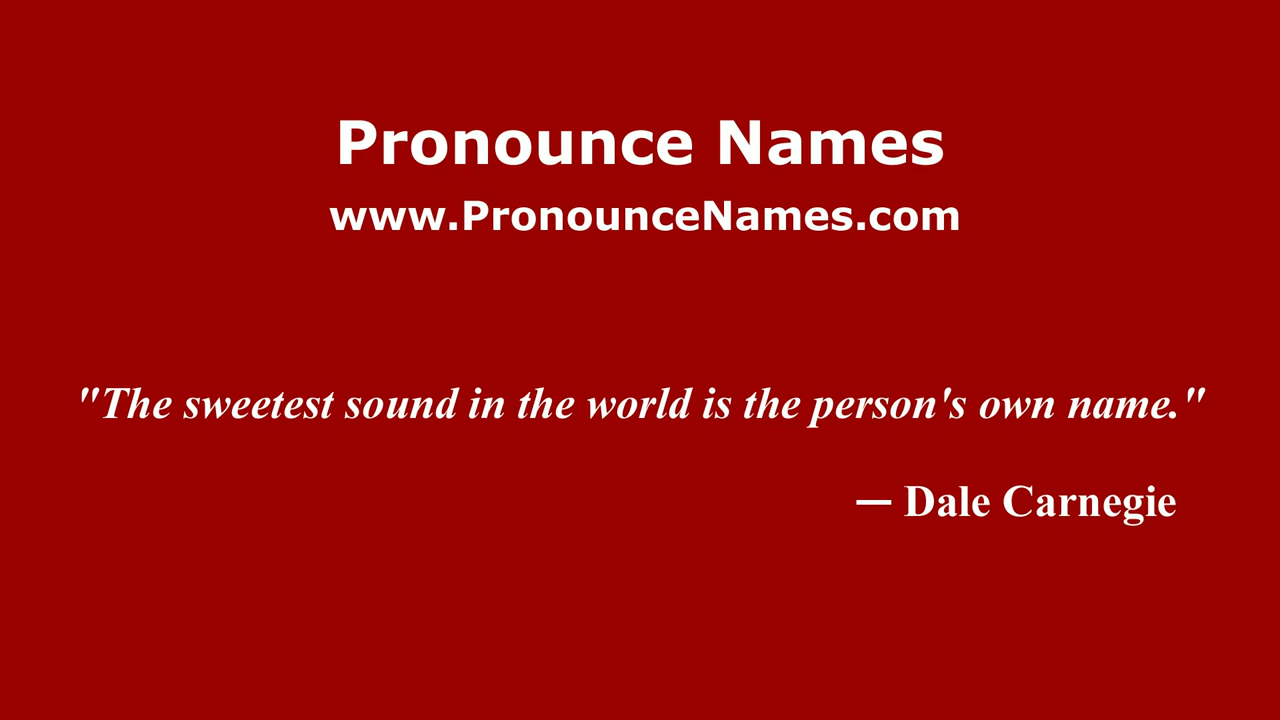 Pronounce Names
www.PronounceNames.com
"The sweetest sound in the world is the person's own name."
— Dale Carnegie